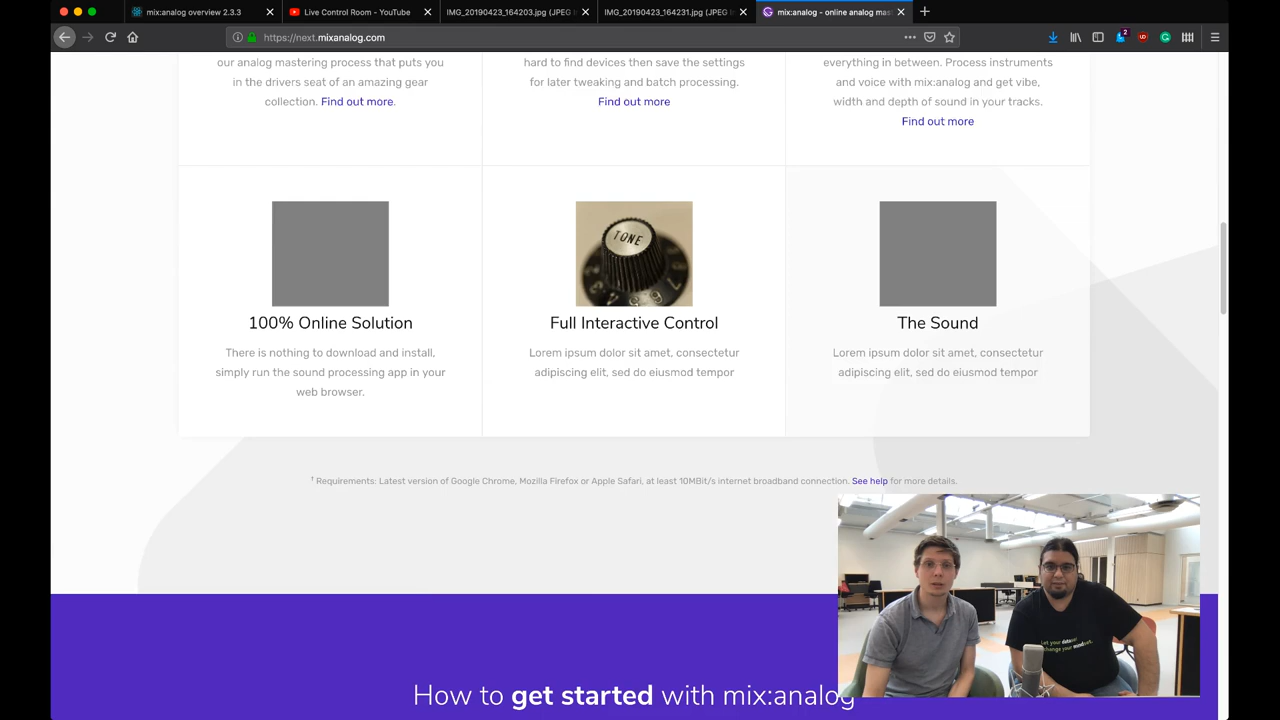 mix:analog overview 2.3.3
Live Control Room - YouTube
IMG_20190423_164203.jpg (JPEG I
IMG_20190423_164231.jpg (JPEG I
mix:analog - online analog mas
https://next.mixanalog.com
2
our analog mastering process that puts you
in the drivers seat of an amazing gear
collection. Find out more.
hard to find devices then save the settings
for later tweaking and batch processing.
Find out more
everything in between. Process instruments
and voice with mix:analog and get vibe,
width and depth of sound in your tracks.
Find out more
TONE
100% Online Solution
There is nothing to download and install,
simply run the sound processing app in your
web browser.
Full Interactive Control
Lorem ipsum dolor sit amet, consectetur
adipiscing elit, sed do eiusmod tempor
The Sound
Lorem ipsum dolor sit amet, consectetur
adipiscing elit, sed do eiusmod tempor
† Requirements: Latest version of Google Chrome, Mozilla Firefox or Apple Safari, at least 10MBit/s internet broadband connection. See help for more details.
Let your dataset
change your mindset.
How to get started with mix:analog